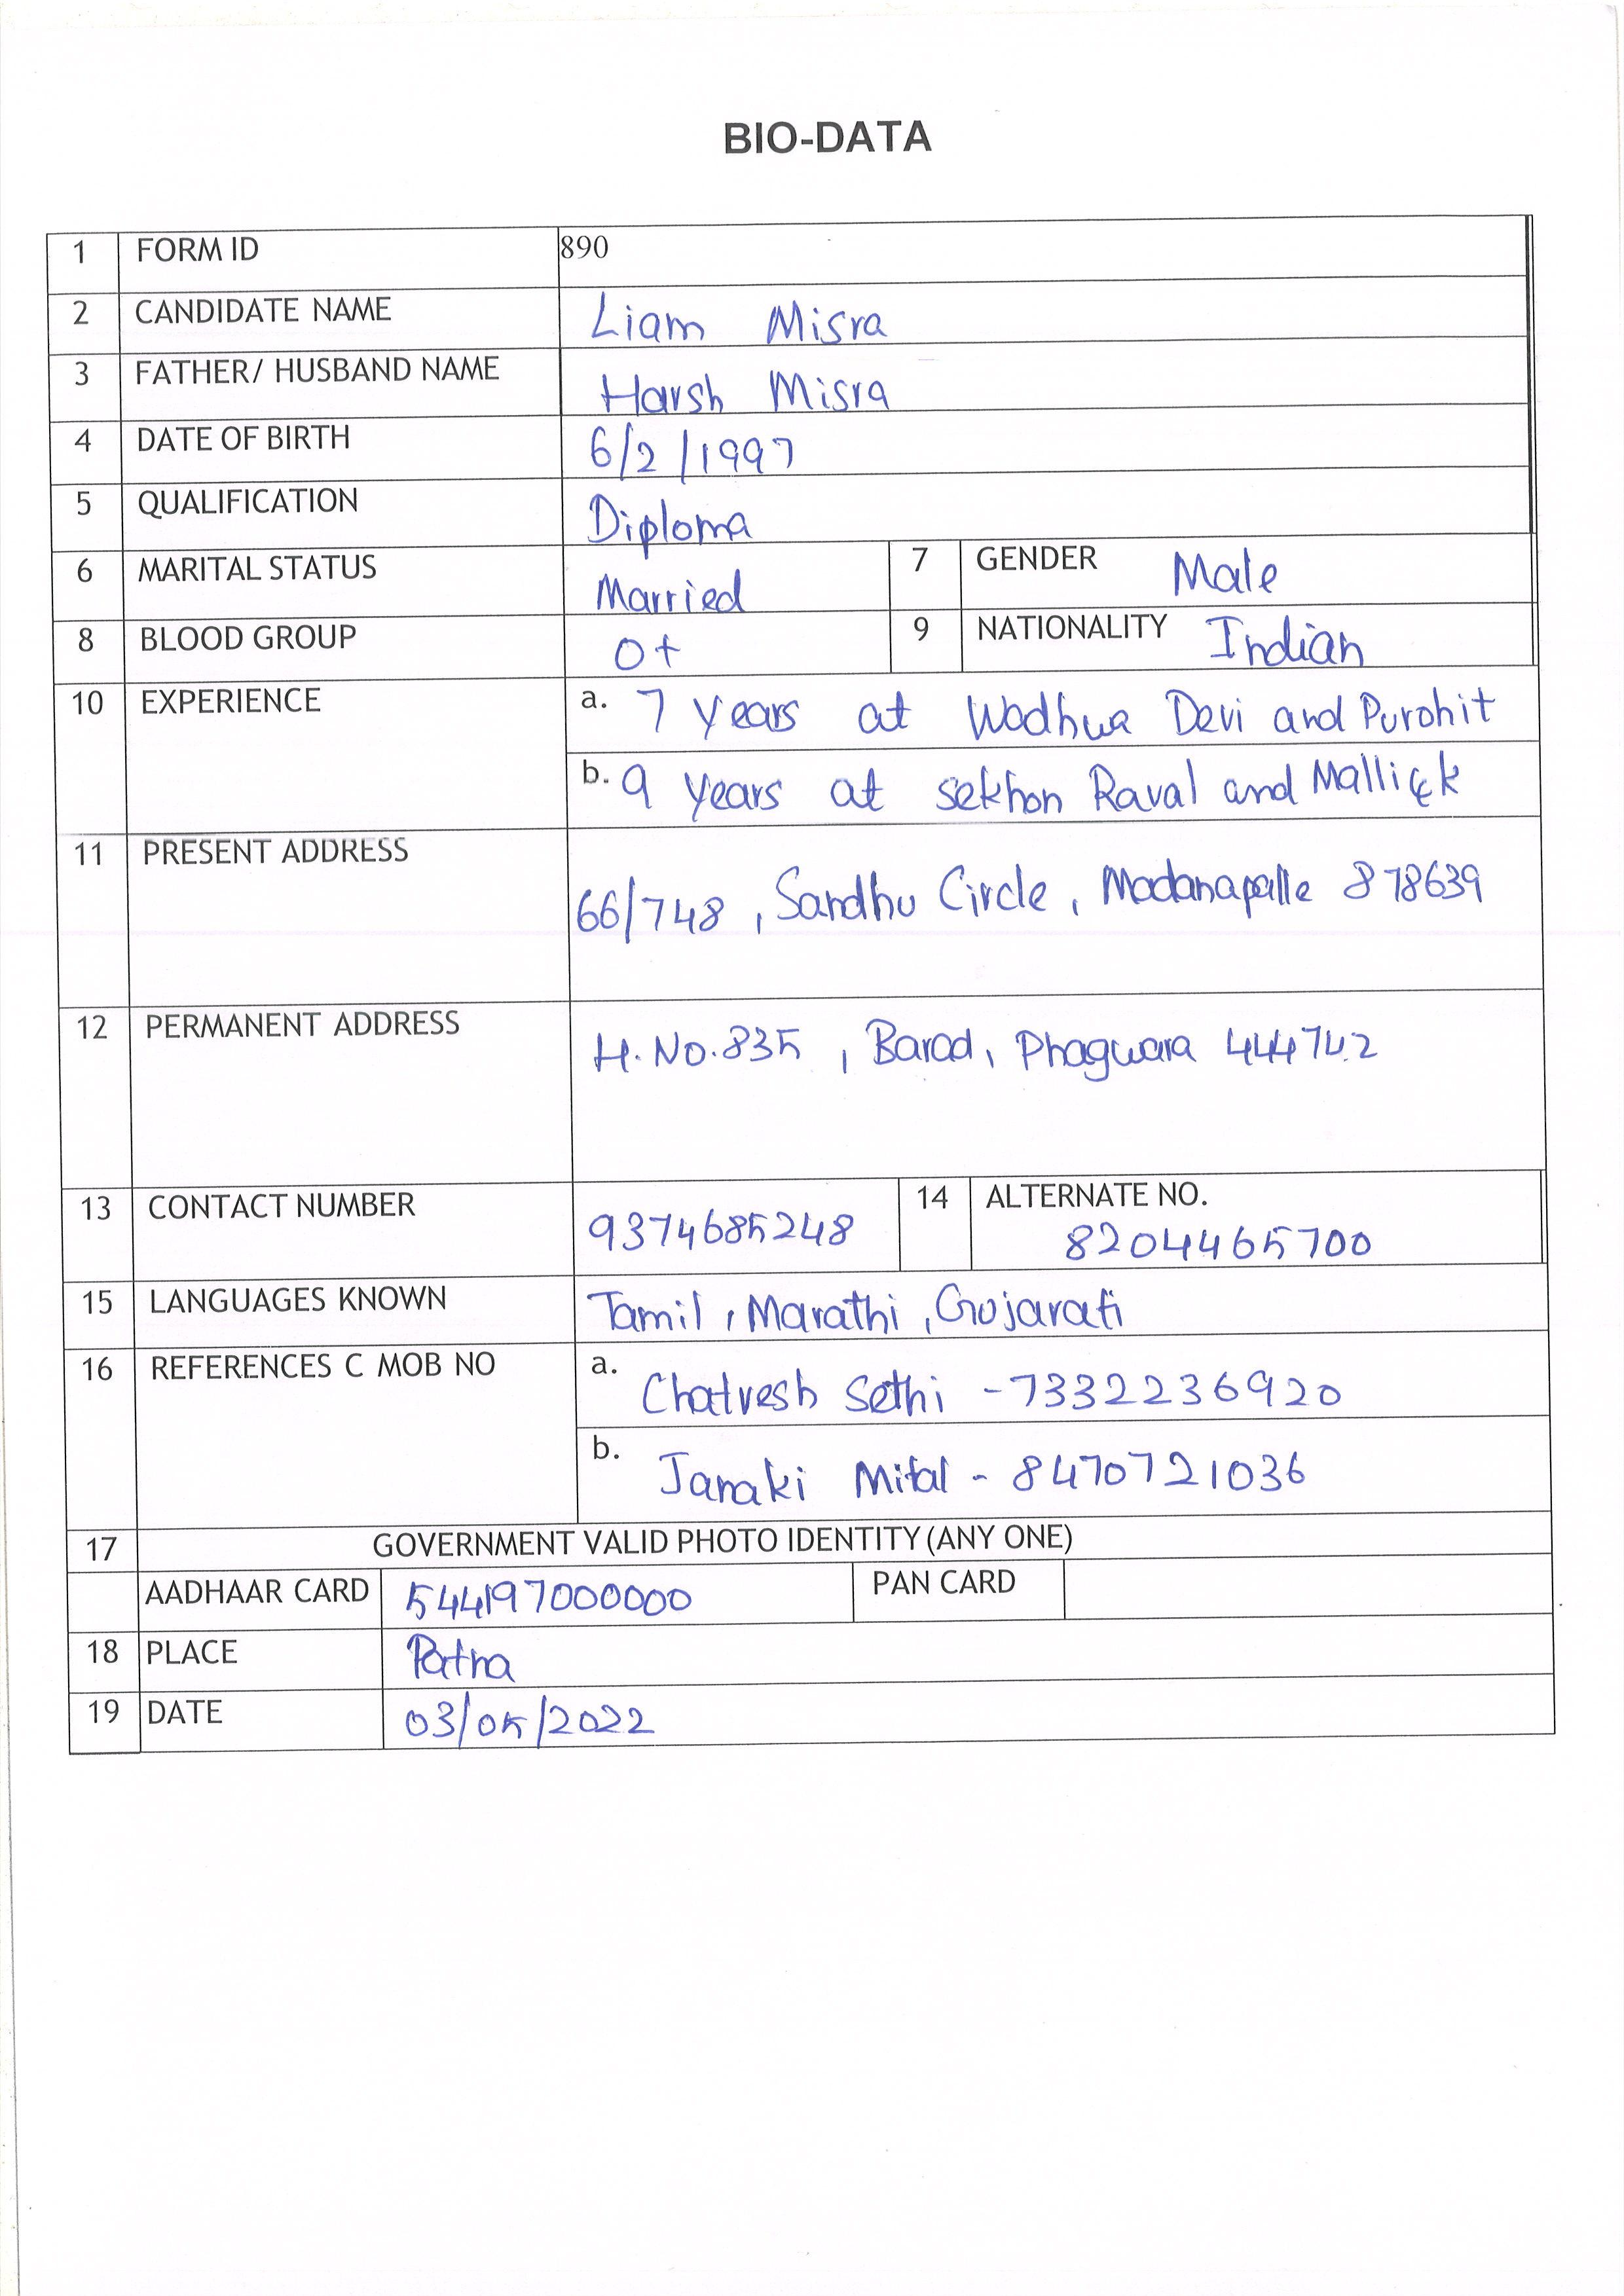 BIO-DATA
1 FORM ID 890
2 CANDIDATE NAME Liam Misra
3 FATHER/ HUSBAND NAME Harsh Misra
4 DATE OF BIRTH 6/2/1997
5 QUALIFICATION Diploma
6 MARITAL STATUS Married 7 GENDER Male
8 BLOOD GROUP O+ 9 NATIONALITY Indian
10 EXPERIENCE a. 7 years at Wadhwa Devi and Purohit
b. 9 years at sekhon Raval and Mallick
11 PRESENT ADDRESS 66/748, Sandhu Circle, Madanapalle 878639
12 PERMANENT ADDRESS H.No.835, Barad, Phagwara 444742
13 CONTACT NUMBER 9374685248 14 ALTERNATE NO. 8204465700
15 LANGUAGES KNOWN Tamil, Marathi, Gujarati
16 REFERENCES C MOB NO a. Chatresh Sethi - 7332236920
b. Janaki Mital - 8470721036
17 GOVERNMENT VALID PHOTO IDENTITY (ANY ONE)
AADHAAR CARD 544197000000 PAN CARD
18 PLACE Patna
19 DATE 03/05/2022